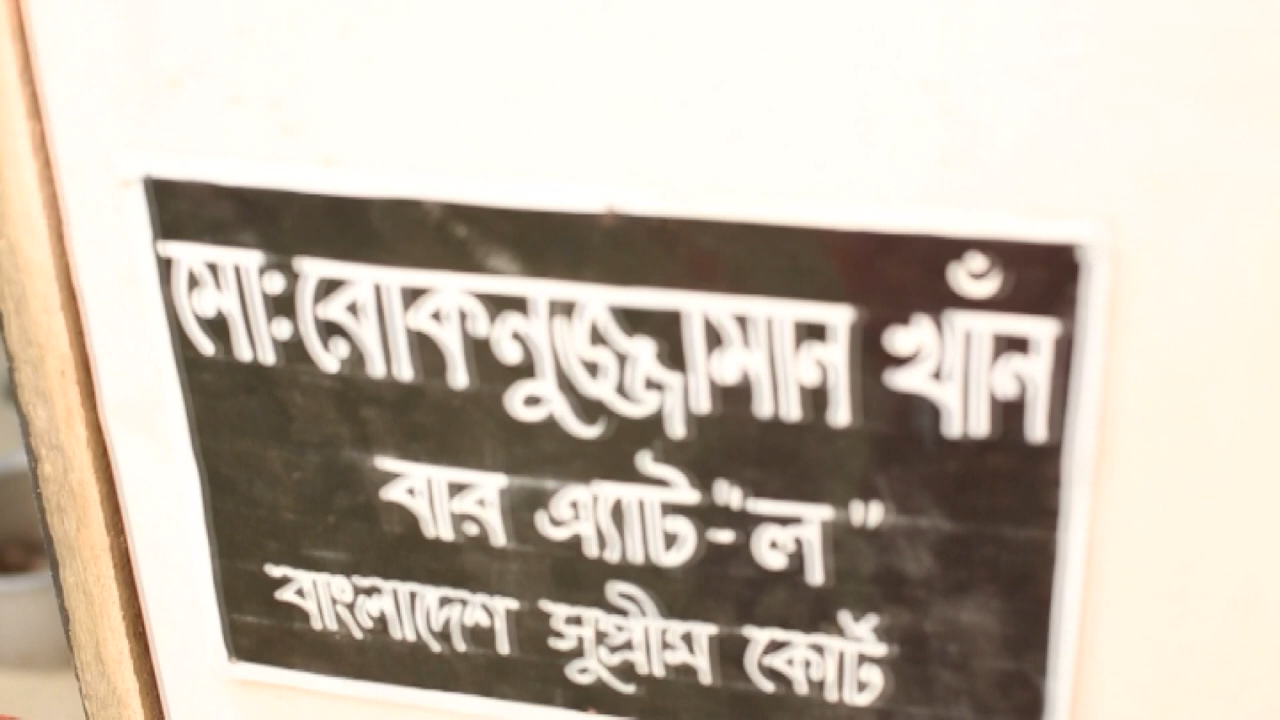 মো: রোকনুজ্জামান খাঁন
বার এ্যাট-"ল"
বাংলাদেশ সুপ্রীম কোর্ট